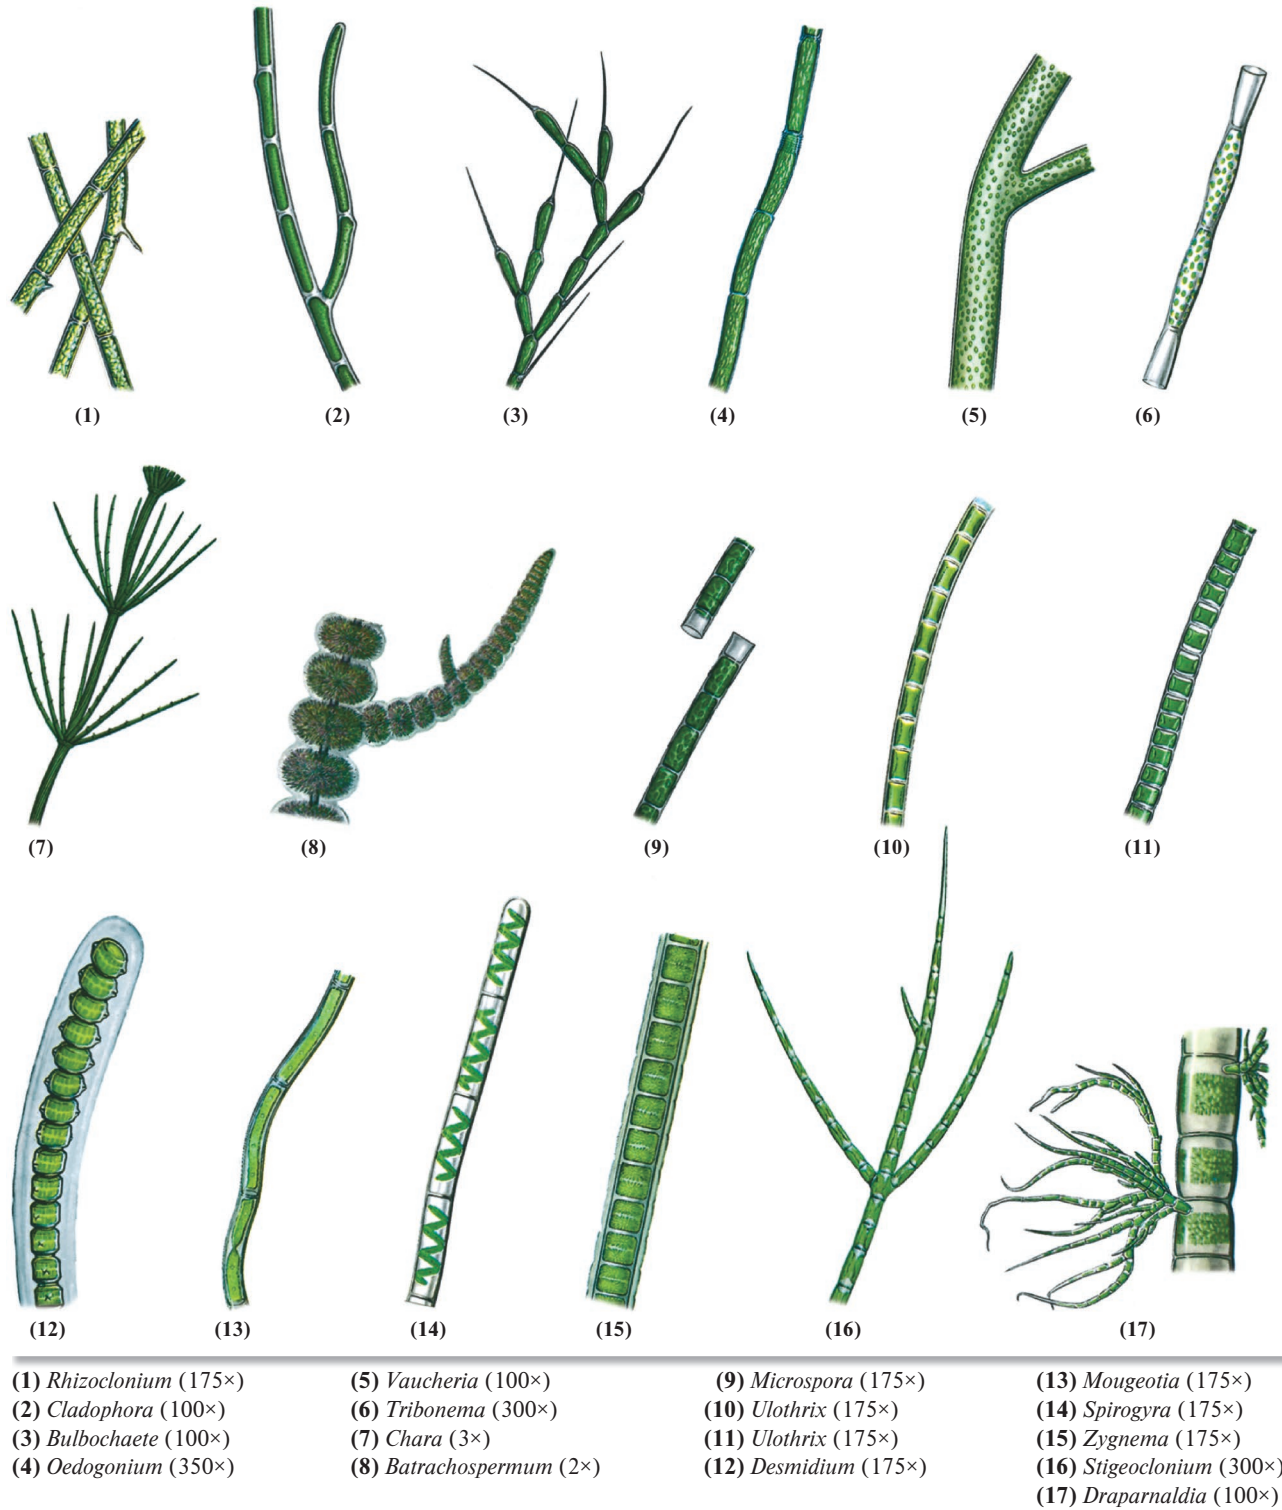 (1) (2) (3) (4) (5) (6)
(7) (8) (9) (10) (11)
(12) (13) (14) (15) (16) (17)
(1) Rhizoclonium (175×)
(2) Cladophora (100×)
(3) Bulbochaete (100×)
(4) Oedogonium (350×)
(5) Vaucheria (100×)
(6) Tribonema (300×)
(7) Chara (3×)
(8) Batrachospermum (2×)
(9) Microspora (175×)
(10) Ulothrix (175×)
(11) Ulothrix (175×)
(12) Desmidium (175×)
(13) Mougeotia (175×)
(14) Spirogyra (175×)
(15) Zygnema (175×)
(16) Stigeoclonium (300×)
(17) Draparnaldia (100×)